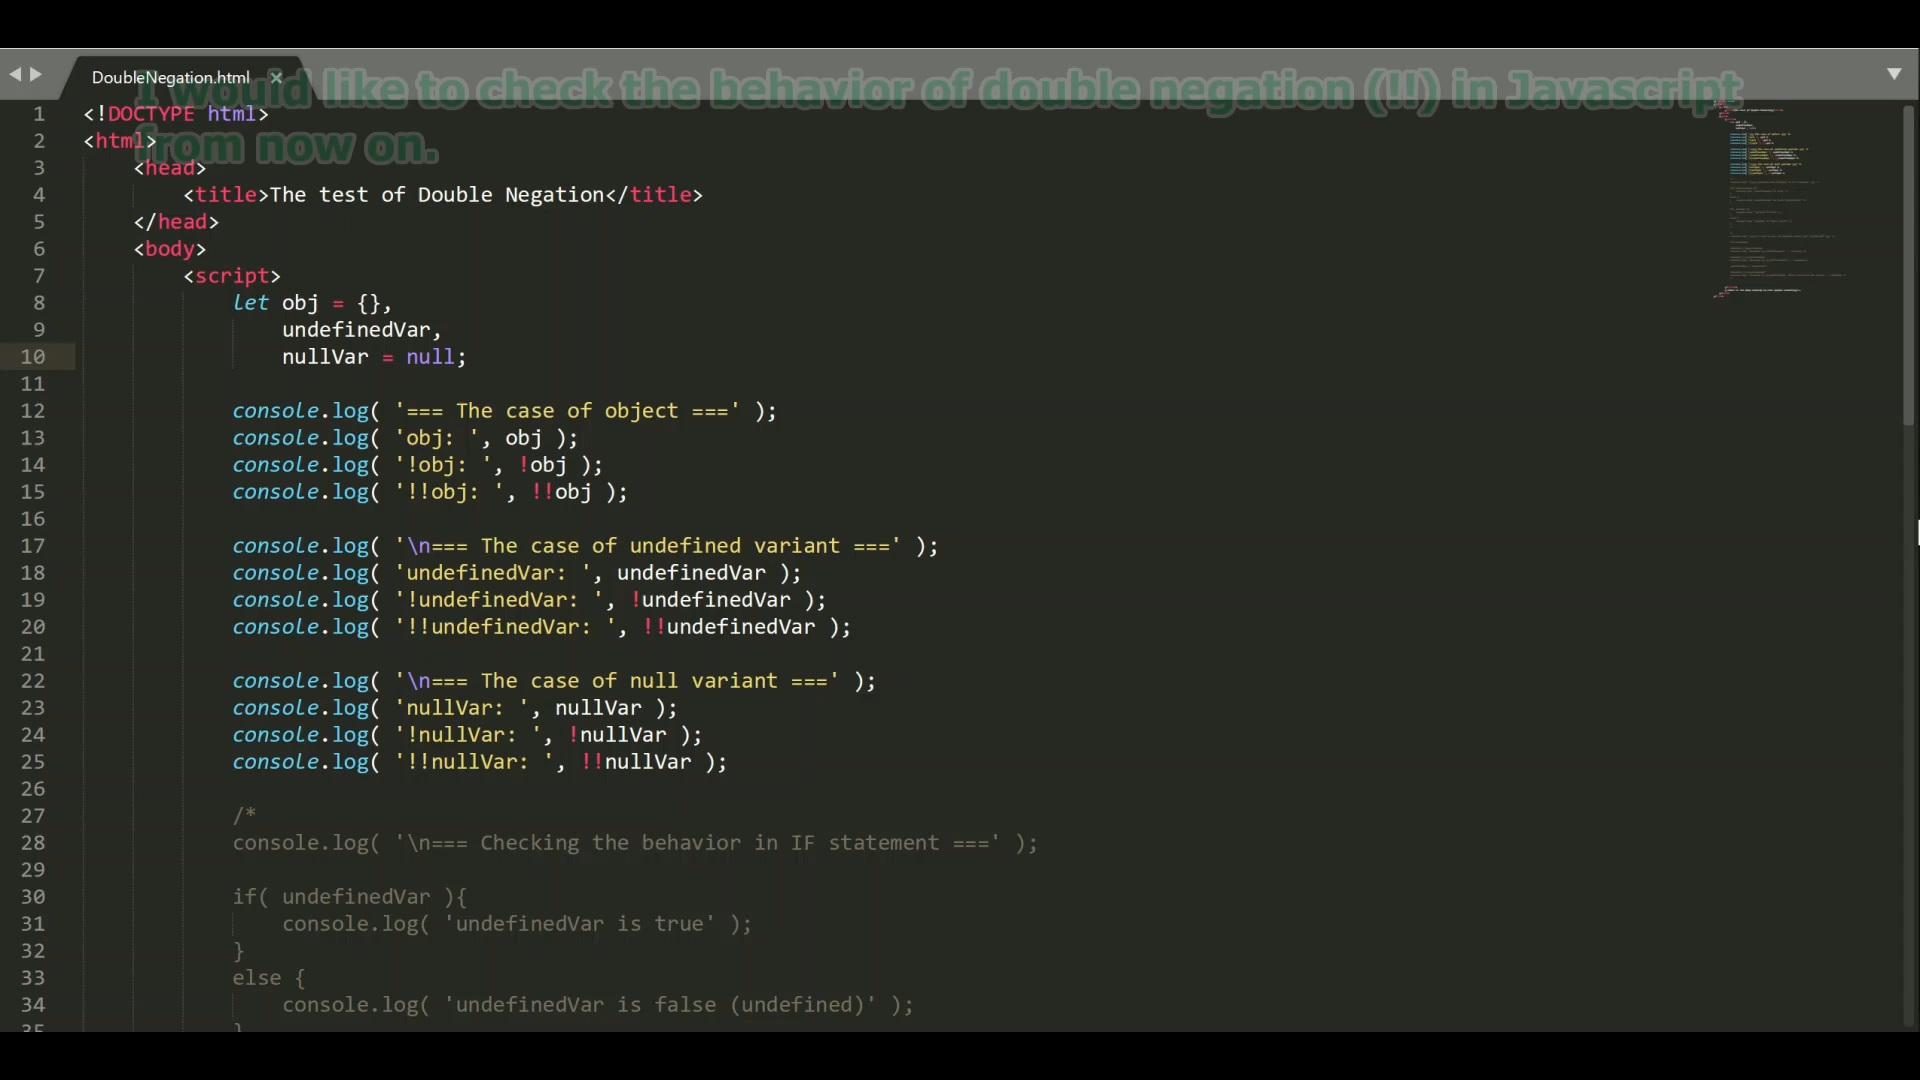 DoubleNegation.html
I would like to check the behavior of double negation (!!) in Javascript
from now on.
1 <!DOCTYPE html>
2 <html>
3 <head>
4 <title>The test of Double Negation</title>
5 </head>
6 <body>
7 <script>
8 let obj = {},
9 undefinedVar,
10 nullVar = null;
11
12 console.log( '=== The case of object ===' );
13 console.log( 'obj: ', obj );
14 console.log( '!obj: ', !obj );
15 console.log( '!!obj: ', !!obj );
16
17 console.log( '\n=== The case of undefined variant ===' );
18 console.log( 'undefinedVar: ', undefinedVar );
19 console.log( '!undefinedVar: ', !undefinedVar );
20 console.log( '!!undefinedVar: ', !!undefinedVar );
21
22 console.log( '\n=== The case of null variant ===' );
23 console.log( 'nullVar: ', nullVar );
24 console.log( '!nullVar: ', !nullVar );
25 console.log( '!!nullVar: ', !!nullVar );
26
27 /*
28 console.log( '\n=== Checking the behavior in IF statement ===' );
29
30 if( undefinedVar ){
31 console.log( 'undefinedVar is true' );
32 }
33 else {
34 console.log( 'undefinedVar is false (undefined)' );
35 }